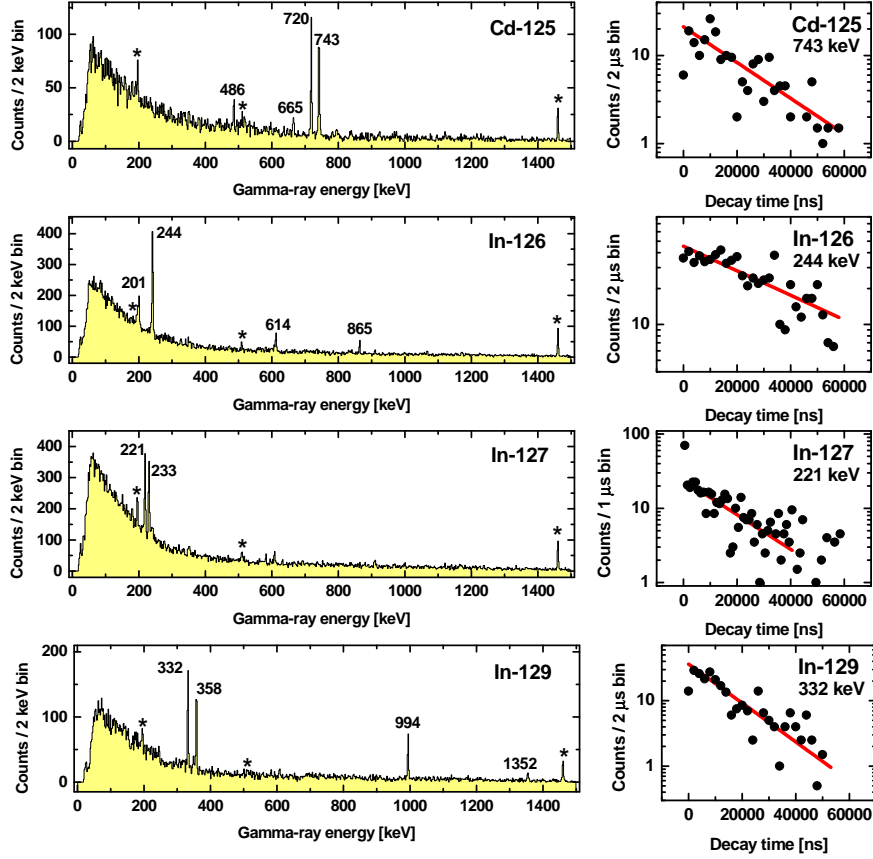 Cd-125
720
743
486
*
*
665
*
100
50
0
0 200 400 600 800 1000 1200 1400
Counts / 2 keV bin
Gamma-ray energy [keV]
Cd-125
743 keV
10
1
0 20000 40000 60000
Counts / 2 µs bin
Decay time [ns]
In-126
244
201
*
*
614
865
*
400
300
200
100
0
0 200 400 600 800 1000 1200 1400
Counts / 2 keV bin
Gamma-ray energy [keV]
In-126
244 keV
10
0 20000 40000 60000
Counts / 2 µs bin
Decay time [ns]
In-127
221
233
*
*
*
400
300
200
100
0
0 200 400 600 800 1000 1200 1400
Counts / 2 keV bin
Gamma-ray energy [keV]
In-127
221 keV
100
10
1
0 20000 40000 60000
Counts / 1 µs bin
Decay time [ns]
In-129
332
358
*
*
994
1352
*
200
100
0
0 200 400 600 800 1000 1200 1400
Counts / 2 keV bin
Gamma-ray energy [keV]
In-129
332 keV
10
1
0 20000 40000 60000
Counts / 2 µs bin
Decay time [ns]